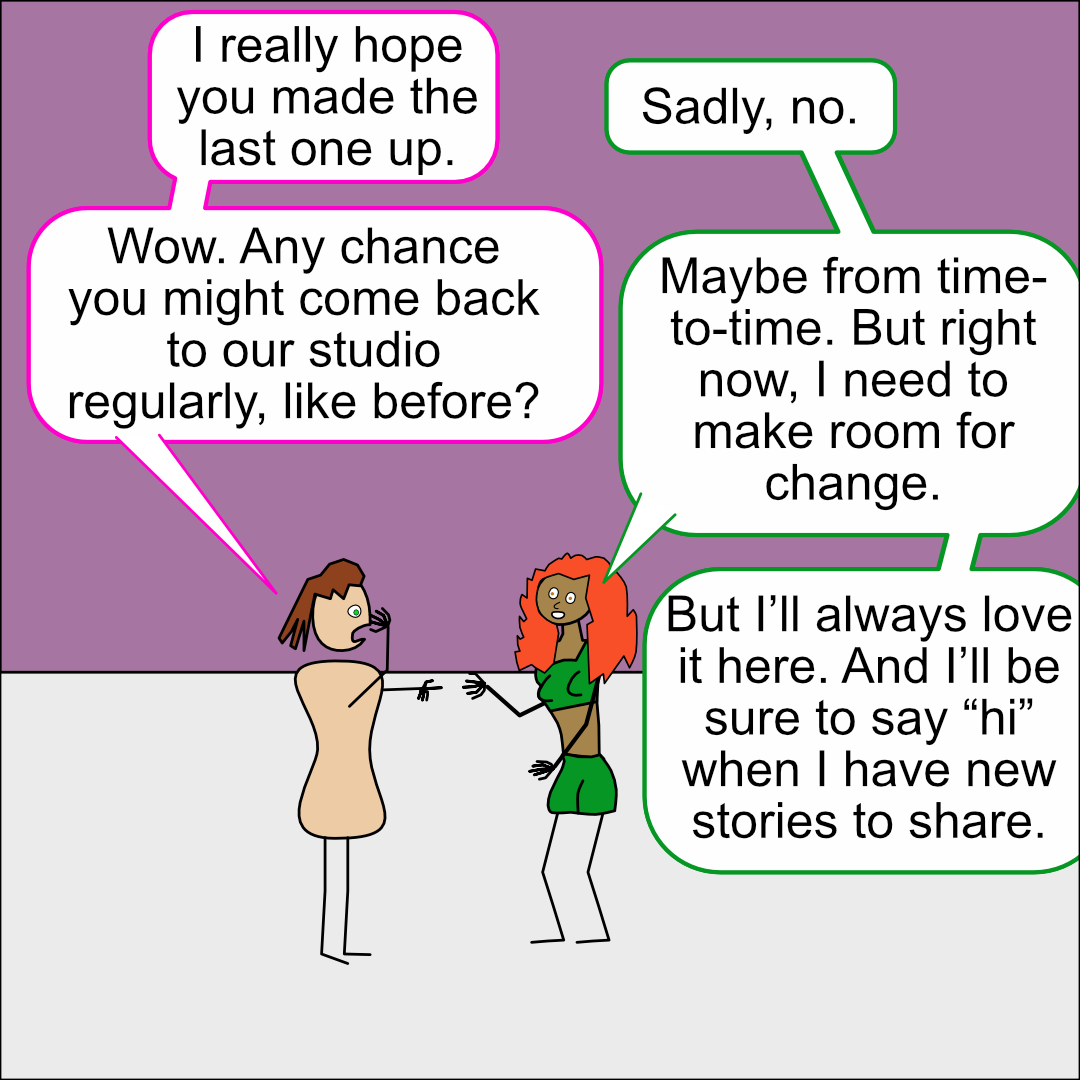 I really hope
you made the
last one up.
Sadly, no.
Wow. Any chance
you might come back
to our studio
regularly, like before?
Maybe from time-
to-time. But right
now, I need to
make room for
change.
But I’ll always love
it here. And I’ll be
sure to say “hi”
when I have new
stories to share.